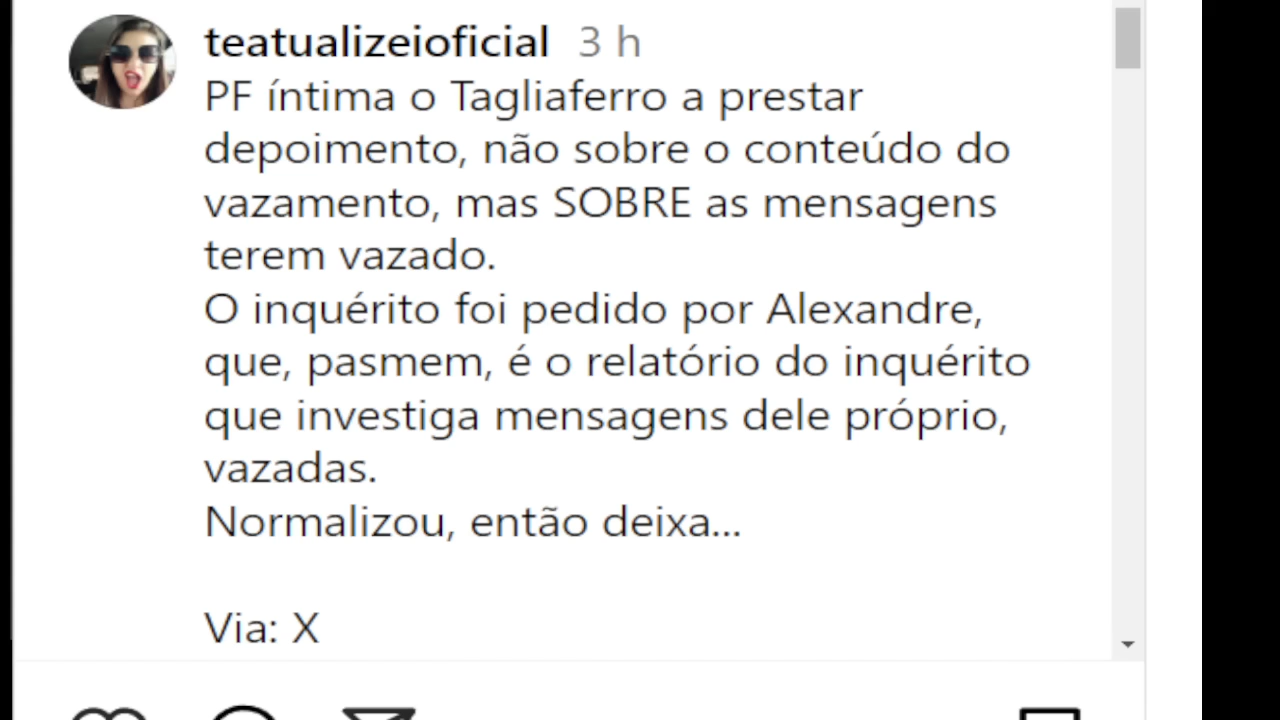 teatualizeioficial 3 h
PF íntima o Tagliaferro a prestar
depoimento, não sobre o conteúdo do
vazamento, mas SOBRE as mensagens
terem vazado.
O inquérito foi pedido por Alexandre,
que, pasmem, é o relatório do inquérito
que investiga mensagens dele próprio,
vazadas.
Normalizou, então deixa...
Via: X